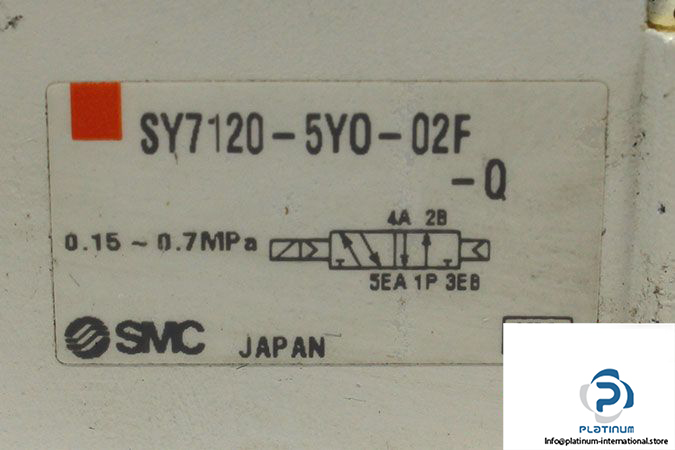 SY7120-5YO-02F
-Q
4A 2B
0.15 ~ 0.7MPa
5EA 1P 3EB
SMC JAPAN
PLATINUM
Info@platinum-international.store